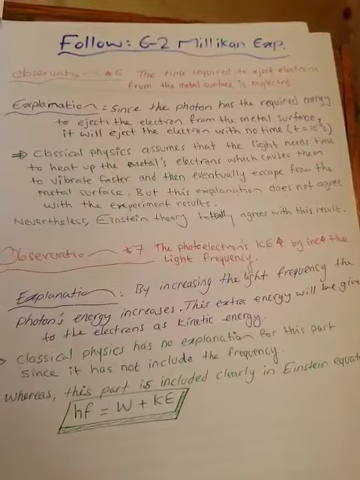 Follow: 6-2 Millikan Exp.
Observation *6 The time required to eject electrons
from the metal surface is neglected
Explanation: Since the photon has the required energy
to eject the electron from the metal surface,
it will eject the electron with no time
⇒ Classical physics assumes that the light needs time
to heat up the metal's electrons which causes them
to vibrate faster and then eventually escape from the
metal surface. But this explanation does not agree
with the experiment results.
Nevertheless, Einstein theory totally agrees with this result.
Observation *7 The photoelectrons KE ↑ by inc↑ the
light frequency.
Explanation: By increasing the light frequency the
Photon's energy increases. This extra energy will be give
to the electrons as kinetic energy.
Classical physics has no explanation for this part
Since it has not include the frequency.
Whereas, this part is included clearly in Einstein equat
hf = W + KE